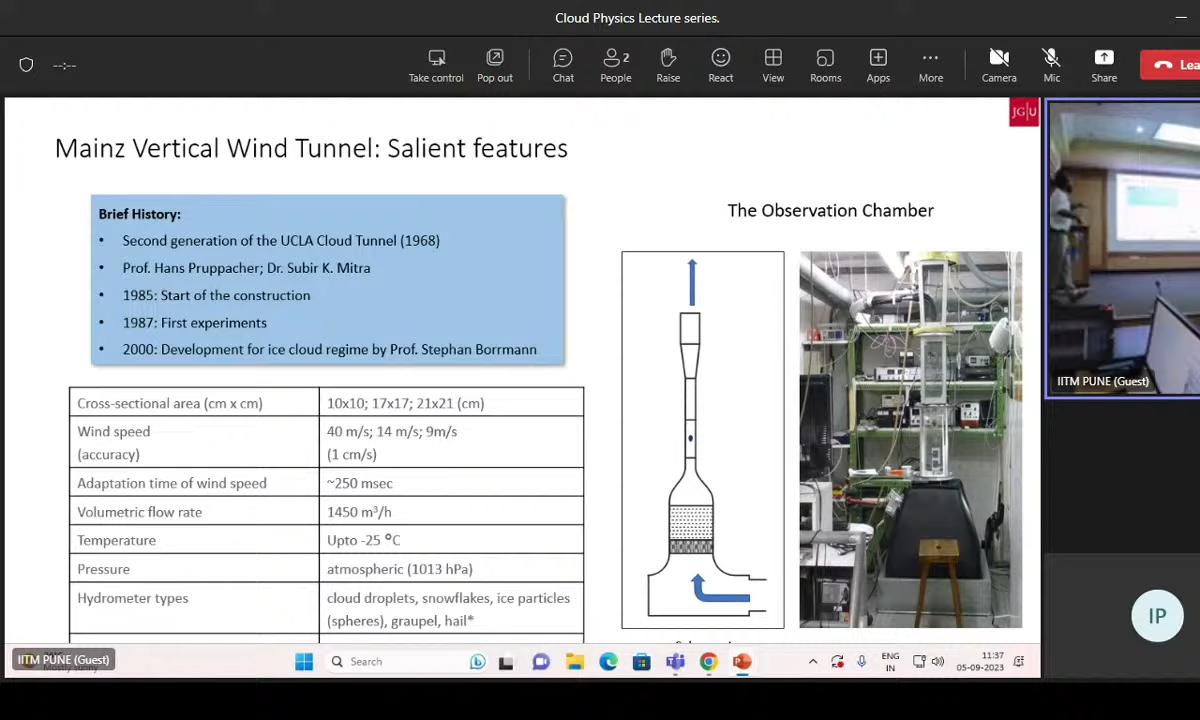 Cloud Physics Lecture series.
--:--
Take control
Pop out
Chat
People
2
Raise
React
View
Rooms
Apps
More
Camera
Mic
Share
Lea
JG|U
Mainz Vertical Wind Tunnel: Salient features
Brief History:
• Second generation of the UCLA Cloud Tunnel (1968)
• Prof. Hans Pruppacher; Dr. Subir K. Mitra
• 1985: Start of the construction
• 1987: First experiments
• 2000: Development for ice cloud regime by Prof. Stephan Borrmann
The Observation Chamber
Cross-sectional area (cm x cm) 10x10; 17x17; 21x21 (cm)
Wind speed 40 m/s; 14 m/s; 9m/s
(accuracy) (1 cm/s)
Adaptation time of wind speed ~250 msec
Volumetric flow rate 1450 m³/h
Temperature Upto -25 ⁰C
Pressure atmospheric (1013 hPa)
Hydrometer types cloud droplets, snowflakes, ice particles
(spheres), graupel, hail*
IITM PUNE (Guest)
IP
IITM PUNE (Guest)
Search
ENG
IN
11:37
05-09-2023